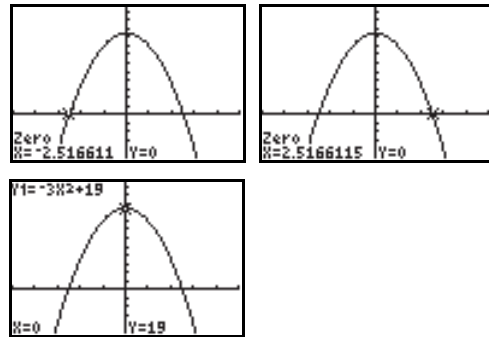 Zero
X=-2.516611
Y=0
Zero
X=2.5166115
Y=0
Y1=-3X2+19
X=0
Y=19